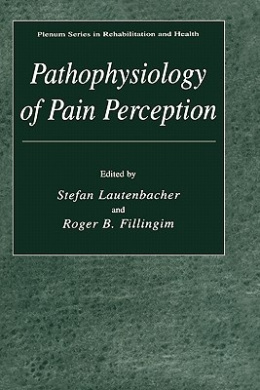 Plenum Series in Rehabilitation and Health
Pathophysiology
of Pain Perception
Edited by
Stefan Lautenbacher
and
Roger B. Fillingim